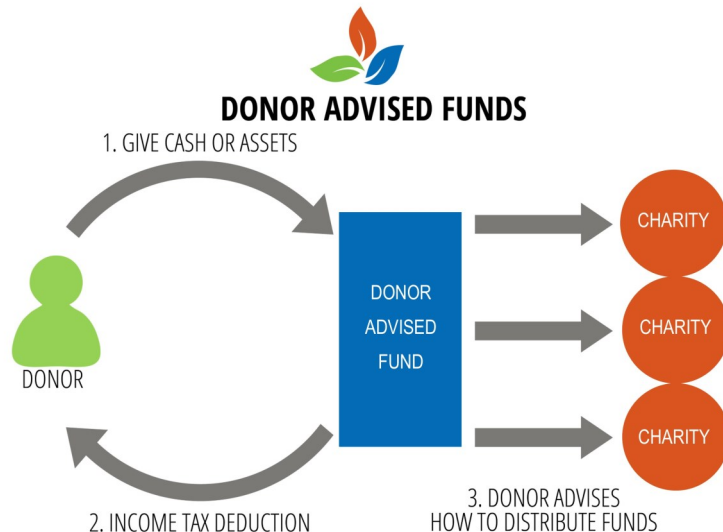 DONOR ADVISED FUNDS
1. GIVE CASH OR ASSETS
DONOR
DONOR
ADVISED
FUND
CHARITY
CHARITY
CHARITY
2. INCOME TAX DEDUCTION
3. DONOR ADVISES
HOW TO DISTRIBUTE FUNDS